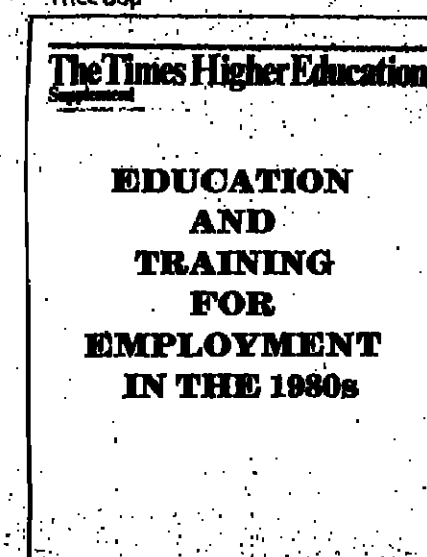 The Times Higher Education
Supplement
EDUCATION
AND
TRAINING
FOR
EMPLOYMENT
IN THE 1980s